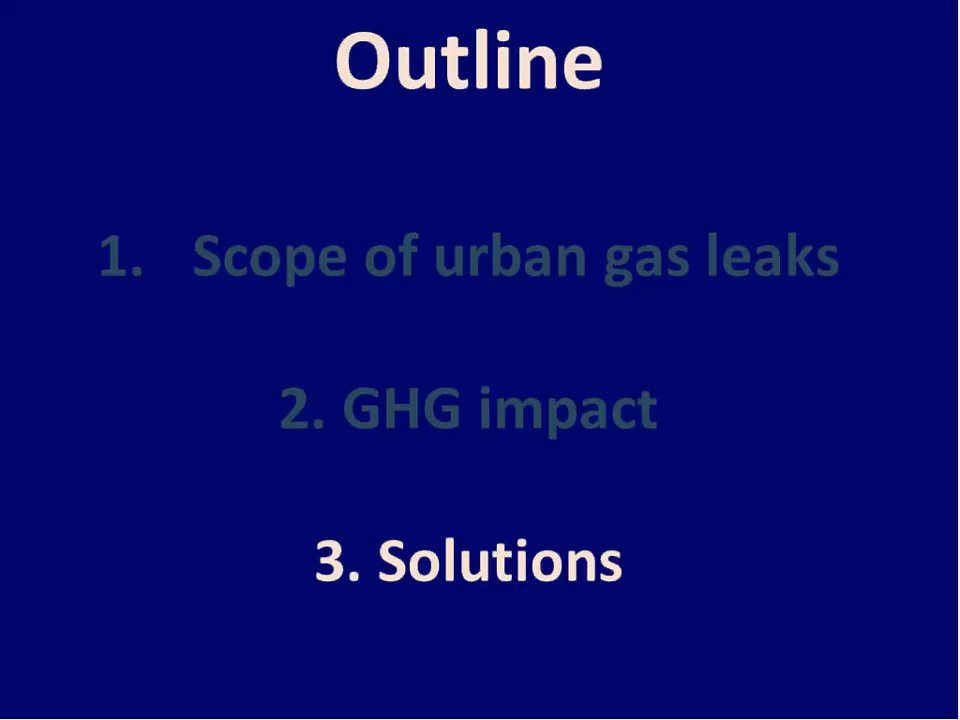 Outline
1. Scope of urban gas leaks
2. GHG impact
3. Solutions